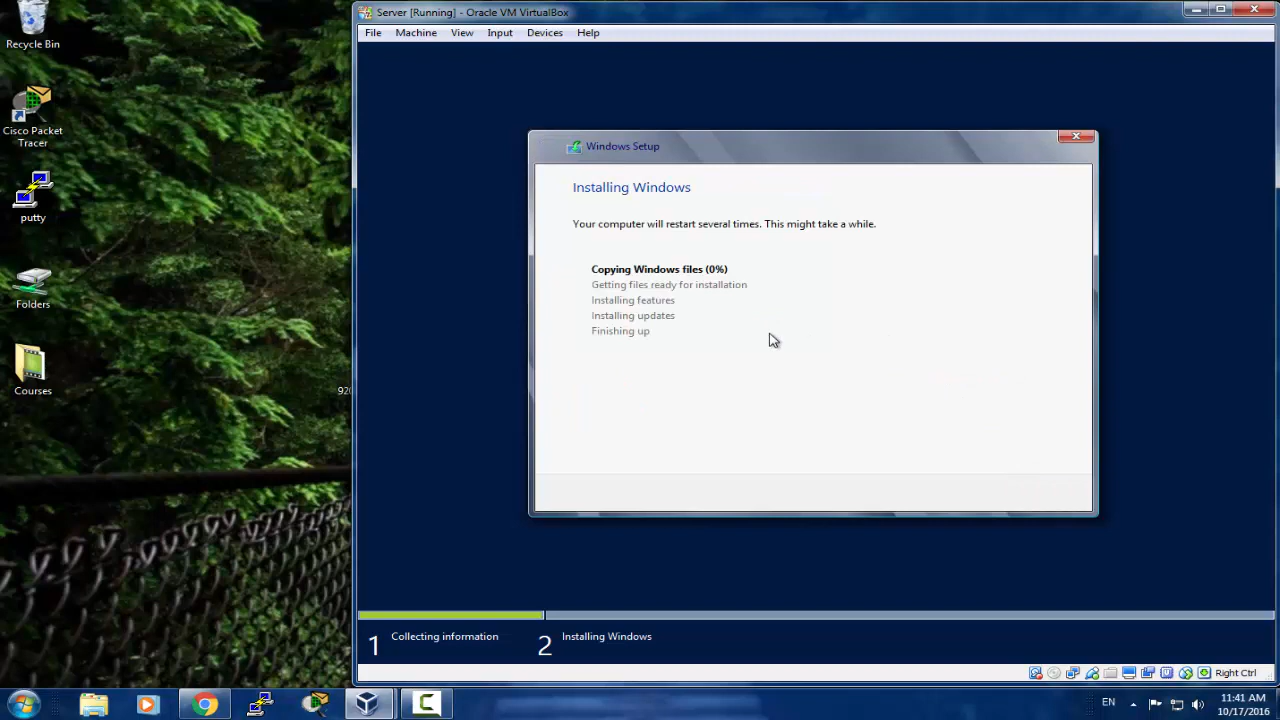 Recycle Bin
Cisco Packet
Tracer
putty
Folders
Courses
920
Server [Running] - Oracle VM VirtualBox
File Machine View Input Devices Help
Windows Setup
Installing Windows
Your computer will restart several times. This might take a while.
Copying Windows files (0%)
Getting files ready for installation
Installing features
Installing updates
Finishing up
1 Collecting information
2 Installing Windows
Right Ctrl
EN
11:41 AM
10/17/2016